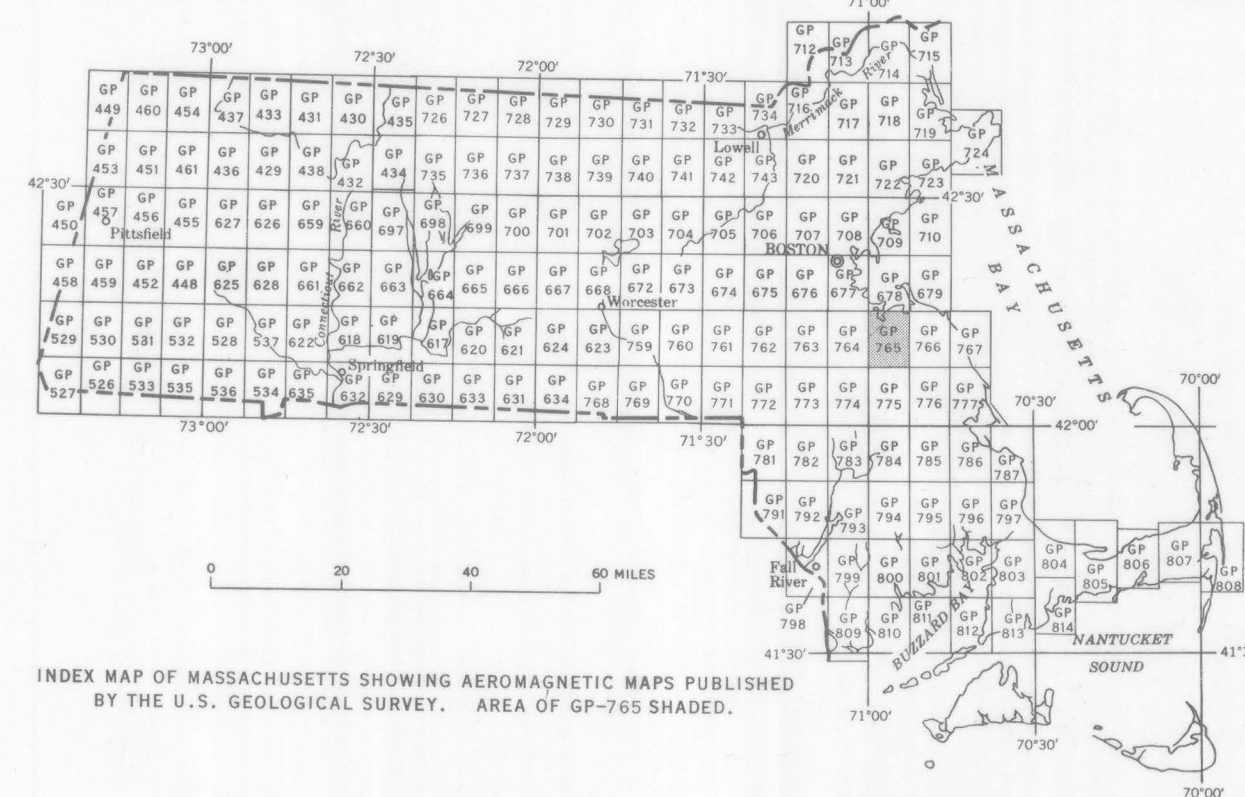 71°00'
GP 712
GP 713
GP 714
GP 715
River
73°00'
72°30'
72°00'
71°30'
GP 449
GP 460
GP 454
GP 437
GP 433
GP 431
GP 430
GP 435
GP 726
GP 727
GP 728
GP 729
GP 730
GP 731
GP 732
GP 733
GP 734
GP 716
Merrimack
GP 717
GP 718
GP 719
GP 724
Lowell
GP 453
GP 451
GP 461
GP 436
GP 429
GP 438
GP 432
GP 434
GP 735
GP 736
GP 737
GP 738
GP 739
GP 740
GP 741
GP 742
GP 743
GP 720
GP 721
GP 722
GP 723
42°30'
42°30'
MASSACHUSETTS
BAY
GP 450
GP 457
Pittsfield
GP 456
GP 455
GP 627
GP 626
GP 659
River
GP 660
GP 697
GP 698
GP 699
GP 700
GP 701
GP 702
GP 703
GP 704
GP 705
GP 706
GP 707
GP 708
GP 709
GP 710
BOSTON
GP 458
GP 459
GP 452
GP 448
GP 625
GP 628
GP 661
GP 662
GP 663
GP 664
GP 665
GP 666
GP 667
GP 668
GP 672
GP 673
GP 674
GP 675
GP 676
GP 677
GP 678
GP 679
Worcester
Connecticut
GP 529
GP 530
GP 581
GP 532
GP 528
GP 537
GP 622
GP 618
GP 619
GP 617
GP 620
GP 621
GP 624
GP 623
GP 759
GP 760
GP 761
GP 762
GP 763
GP 764
GP 765
GP 766
GP 767
Springfield
GP 527
GP 526
GP 533
GP 535
GP 536
GP 534
GP 635
GP 632
GP 629
GP 630
GP 633
GP 631
GP 634
GP 768
GP 769
GP 770
GP 771
GP 772
GP 773
GP 774
GP 775
GP 776
GP 777
70°30'
70°00'
73°00'
72°30'
72°00'
71°30'
42°00'
GP 781
GP 782
GP 783
GP 784
GP 785
GP 786
GP 787
GP 791
GP 792
GP 793
GP 794
GP 795
GP 796
GP 797
Fall
River
GP 799
GP 800
GP 801
GP 802
GP 803
GP 804
GP 805
GP 806
GP 807
GP 808
GP 798
GP 809
GP 810
GP 811
GP 812
GP 813
GP 814
BUZZARD BAY
NANTUCKET
SOUND
41°30'
41°3
0 20 40 60 MILES
INDEX MAP OF MASSACHUSETTS SHOWING AEROMAGNETIC MAPS PUBLISHED
BY THE U.S. GEOLOGICAL SURVEY. AREA OF GP-765 SHADED.
71°00'
70°30'
70°00'